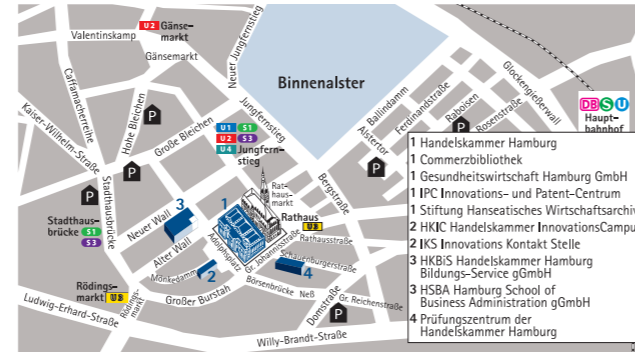 U2 Gänse-
markt
Valentinskamp
Gänsemarkt
Neuer Jungfernstieg
Binnenalster
Caffamacherreihe
Kaiser-Wilhelm-Straße
Hohe Bleichen
P
Große Bleichen
Jungfernstieg
U1 S1
U2 S3
U4 Jungfern-
stieg
Ballindamm
Alstertor
Ferdinandstraße
Raboisen
Rosenstraße
Glockengießerwall
DB S U
Haupt-
bahnhof
P
P
Stadthausbrücke
Stadthaus-
brücke S1
S3
Neuer Wall
3
1
Rat-
haus-
markt
Bergstraße
P
Rathaus
U3
Rathausstraße
Alter Wall
Adolphsplatz
Gr. Johannisstraße
Schauenburgerstraße
Mönkedamm
2
4
Rödings-
markt U3
Rödings-
markt
Großer Burstah
Börsenbrücke
Neß
Gr. Reichenstraße
Domstraße
P
P
Ludwig-Erhard-Straße
Willy-Brandt-Straße
1 Handelskammer Hamburg
1 Commerzbibliothek
1 Gesundheitswirtschaft Hamburg GmbH
1 IPC Innovations- und Patent-Centrum
1 Stiftung Hanseatisches Wirtschaftsarchiv
2 HKIC Handelskammer InnovationsCampu
2 IKS Innovations Kontakt Stelle
3 HKBiS Handelskammer Hamburg
Bildungs-Service gGmbH
3 HSBA Hamburg School of
Business Administration gGmbH
4 Prüfungszentrum der
Handelskammer Hamburg